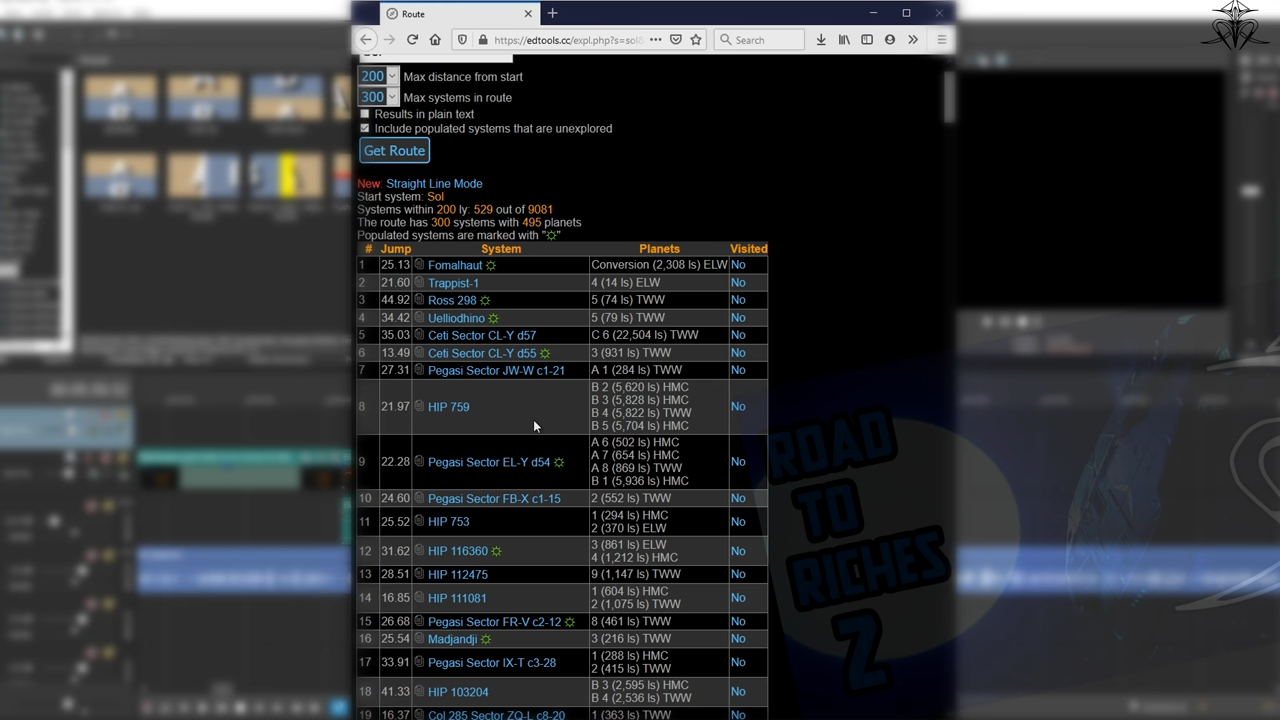 Route
https://edtools.cc/expl.php?s=sol&
Search
200 Max distance from start
300 Max systems in route
Results in plain text
Include populated systems that are unexplored
Get Route
New: Straight Line Mode
Start system: Sol
Systems within 200 ly: 529 out of 9081
The route has 300 systems with 495 planets
Populated systems are marked with "☼"
# Jump System Planets Visited
1 25.13 Fomalhaut ☼ Conversion (2,308 ls) ELW No
2 21.60 Trappist-1 4 (14 ls) ELW No
3 44.92 Ross 298 ☼ 5 (74 ls) TWW No
4 34.42 Uelliodhino ☼ 5 (79 ls) TWW No
5 35.03 Ceti Sector CL-Y d57 C 6 (22,504 ls) TWW No
6 13.49 Ceti Sector CL-Y d55 ☼ 3 (931 ls) TWW No
7 27.31 Pegasi Sector JW-W c1-21 A 1 (284 ls) TWW No
B 2 (5,620 ls) HMC
B 3 (5,828 ls) HMC
8 21.97 HIP 759 No
B 4 (5,822 ls) TWW
B 5 (5,704 ls) HMC
A 6 (502 ls) HMC
A 7 (654 ls) HMC
9 22.28 Pegasi Sector EL-Y d54 ☼ No
A 8 (869 ls) TWW
B 1 (5,936 ls) HMC
10 24.60 Pegasi Sector FB-X c1-15 2 (552 ls) TWW No
1 (294 ls) HMC
11 25.52 HIP 753 No
2 (370 ls) ELW
3 (861 ls) ELW
12 31.62 HIP 116360 ☼ No
4 (1,212 ls) HMC
13 28.51 HIP 112475 9 (1,147 ls) TWW No
1 (604 ls) HMC
14 16.85 HIP 111081 No
2 (1,075 ls) TWW
15 26.68 Pegasi Sector FR-V c2-12 ☼ 8 (461 ls) TWW No
16 25.54 Madjandji ☼ 3 (216 ls) TWW No
1 (288 ls) HMC
17 33.91 Pegasi Sector IX-T c3-28 No
2 (415 ls) TWW
B 3 (2,595 ls) HMC
18 41.33 HIP 103204 No
B 4 (2,536 ls) TWW
19 16.37 Col 285 Sector ZQ-L c8-20 1 (363 ls) TWW No
ROAD
TO
RICHES
2